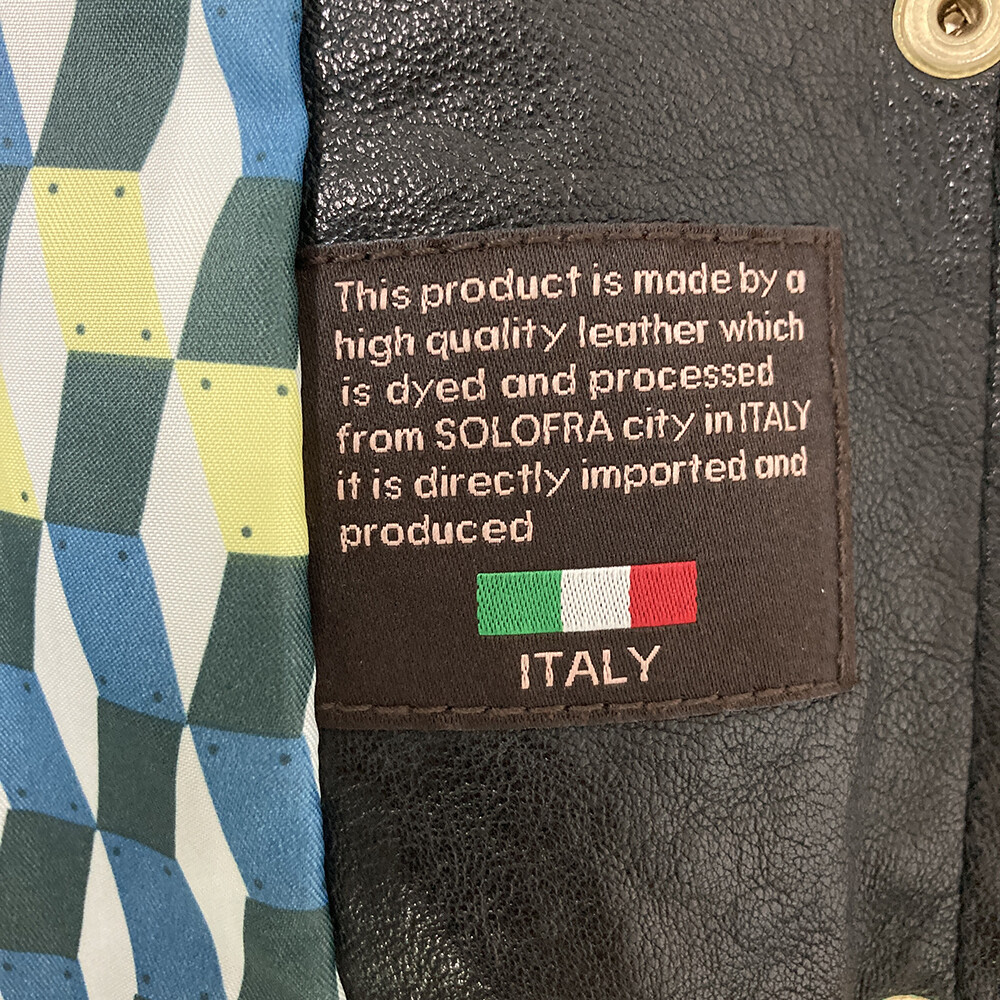 This product is made by a
high quality leather which
is dyed and processed
from SOLOFRA city in ITALY
it is directly imported and
produced
ITALY